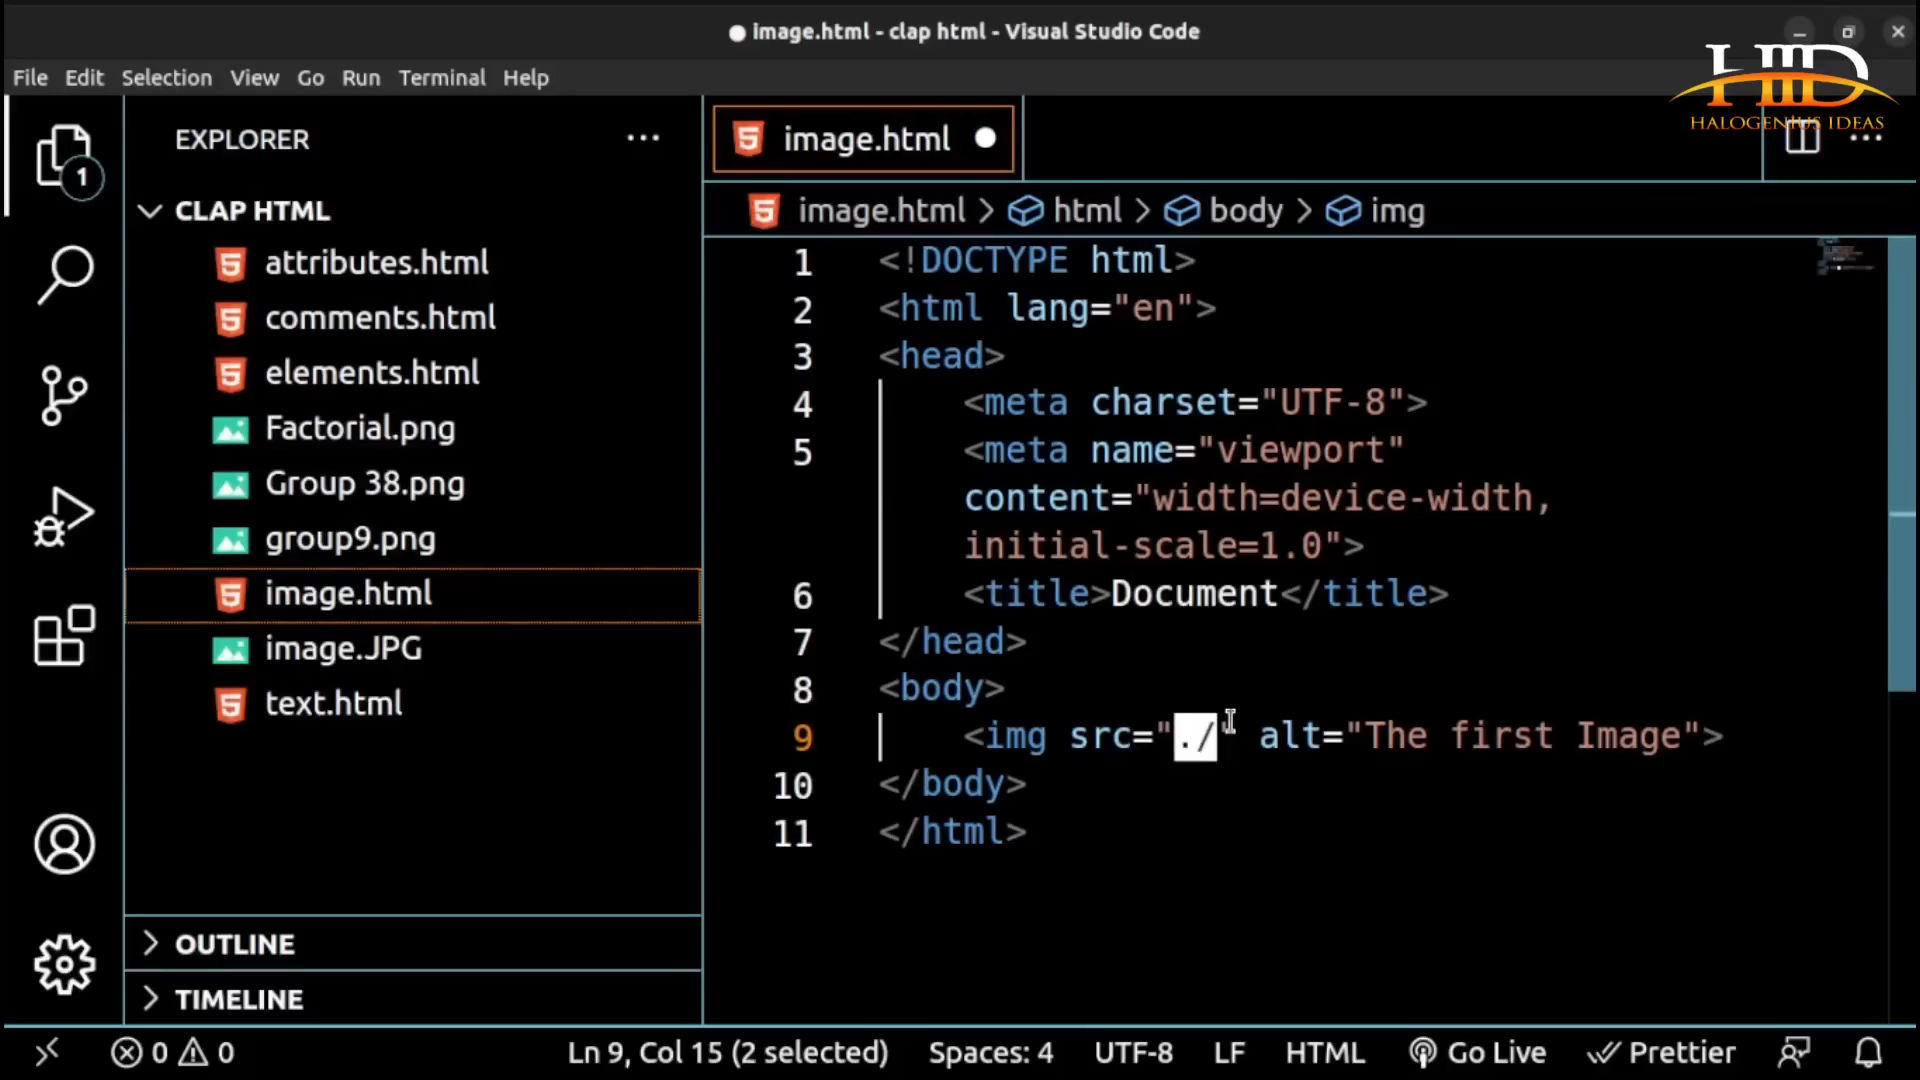 image.html - clap html - Visual Studio Code
File Edit Selection View Go Run Terminal Help
HID
HALOGENIUS IDEAS
1
EXPLORER
CLAP HTML
attributes.html
comments.html
elements.html
Factorial.png
Group 38.png
group9.png
image.html
image.JPG
text.html
OUTLINE
TIMELINE
image.html
image.html > html > body > img
1 <!DOCTYPE html>
2 <html lang="en">
3 <head>
4 <meta charset="UTF-8">
5 <meta name="viewport"
content="width=device-width,
initial-scale=1.0">
6 <title>Document</title>
7 </head>
8 <body>
9 <img src="./" alt="The first Image">
10 </body>
11 </html>
0 0 Ln 9, Col 15 (2 selected) Spaces: 4 UTF-8 LF HTML Go Live Prettier